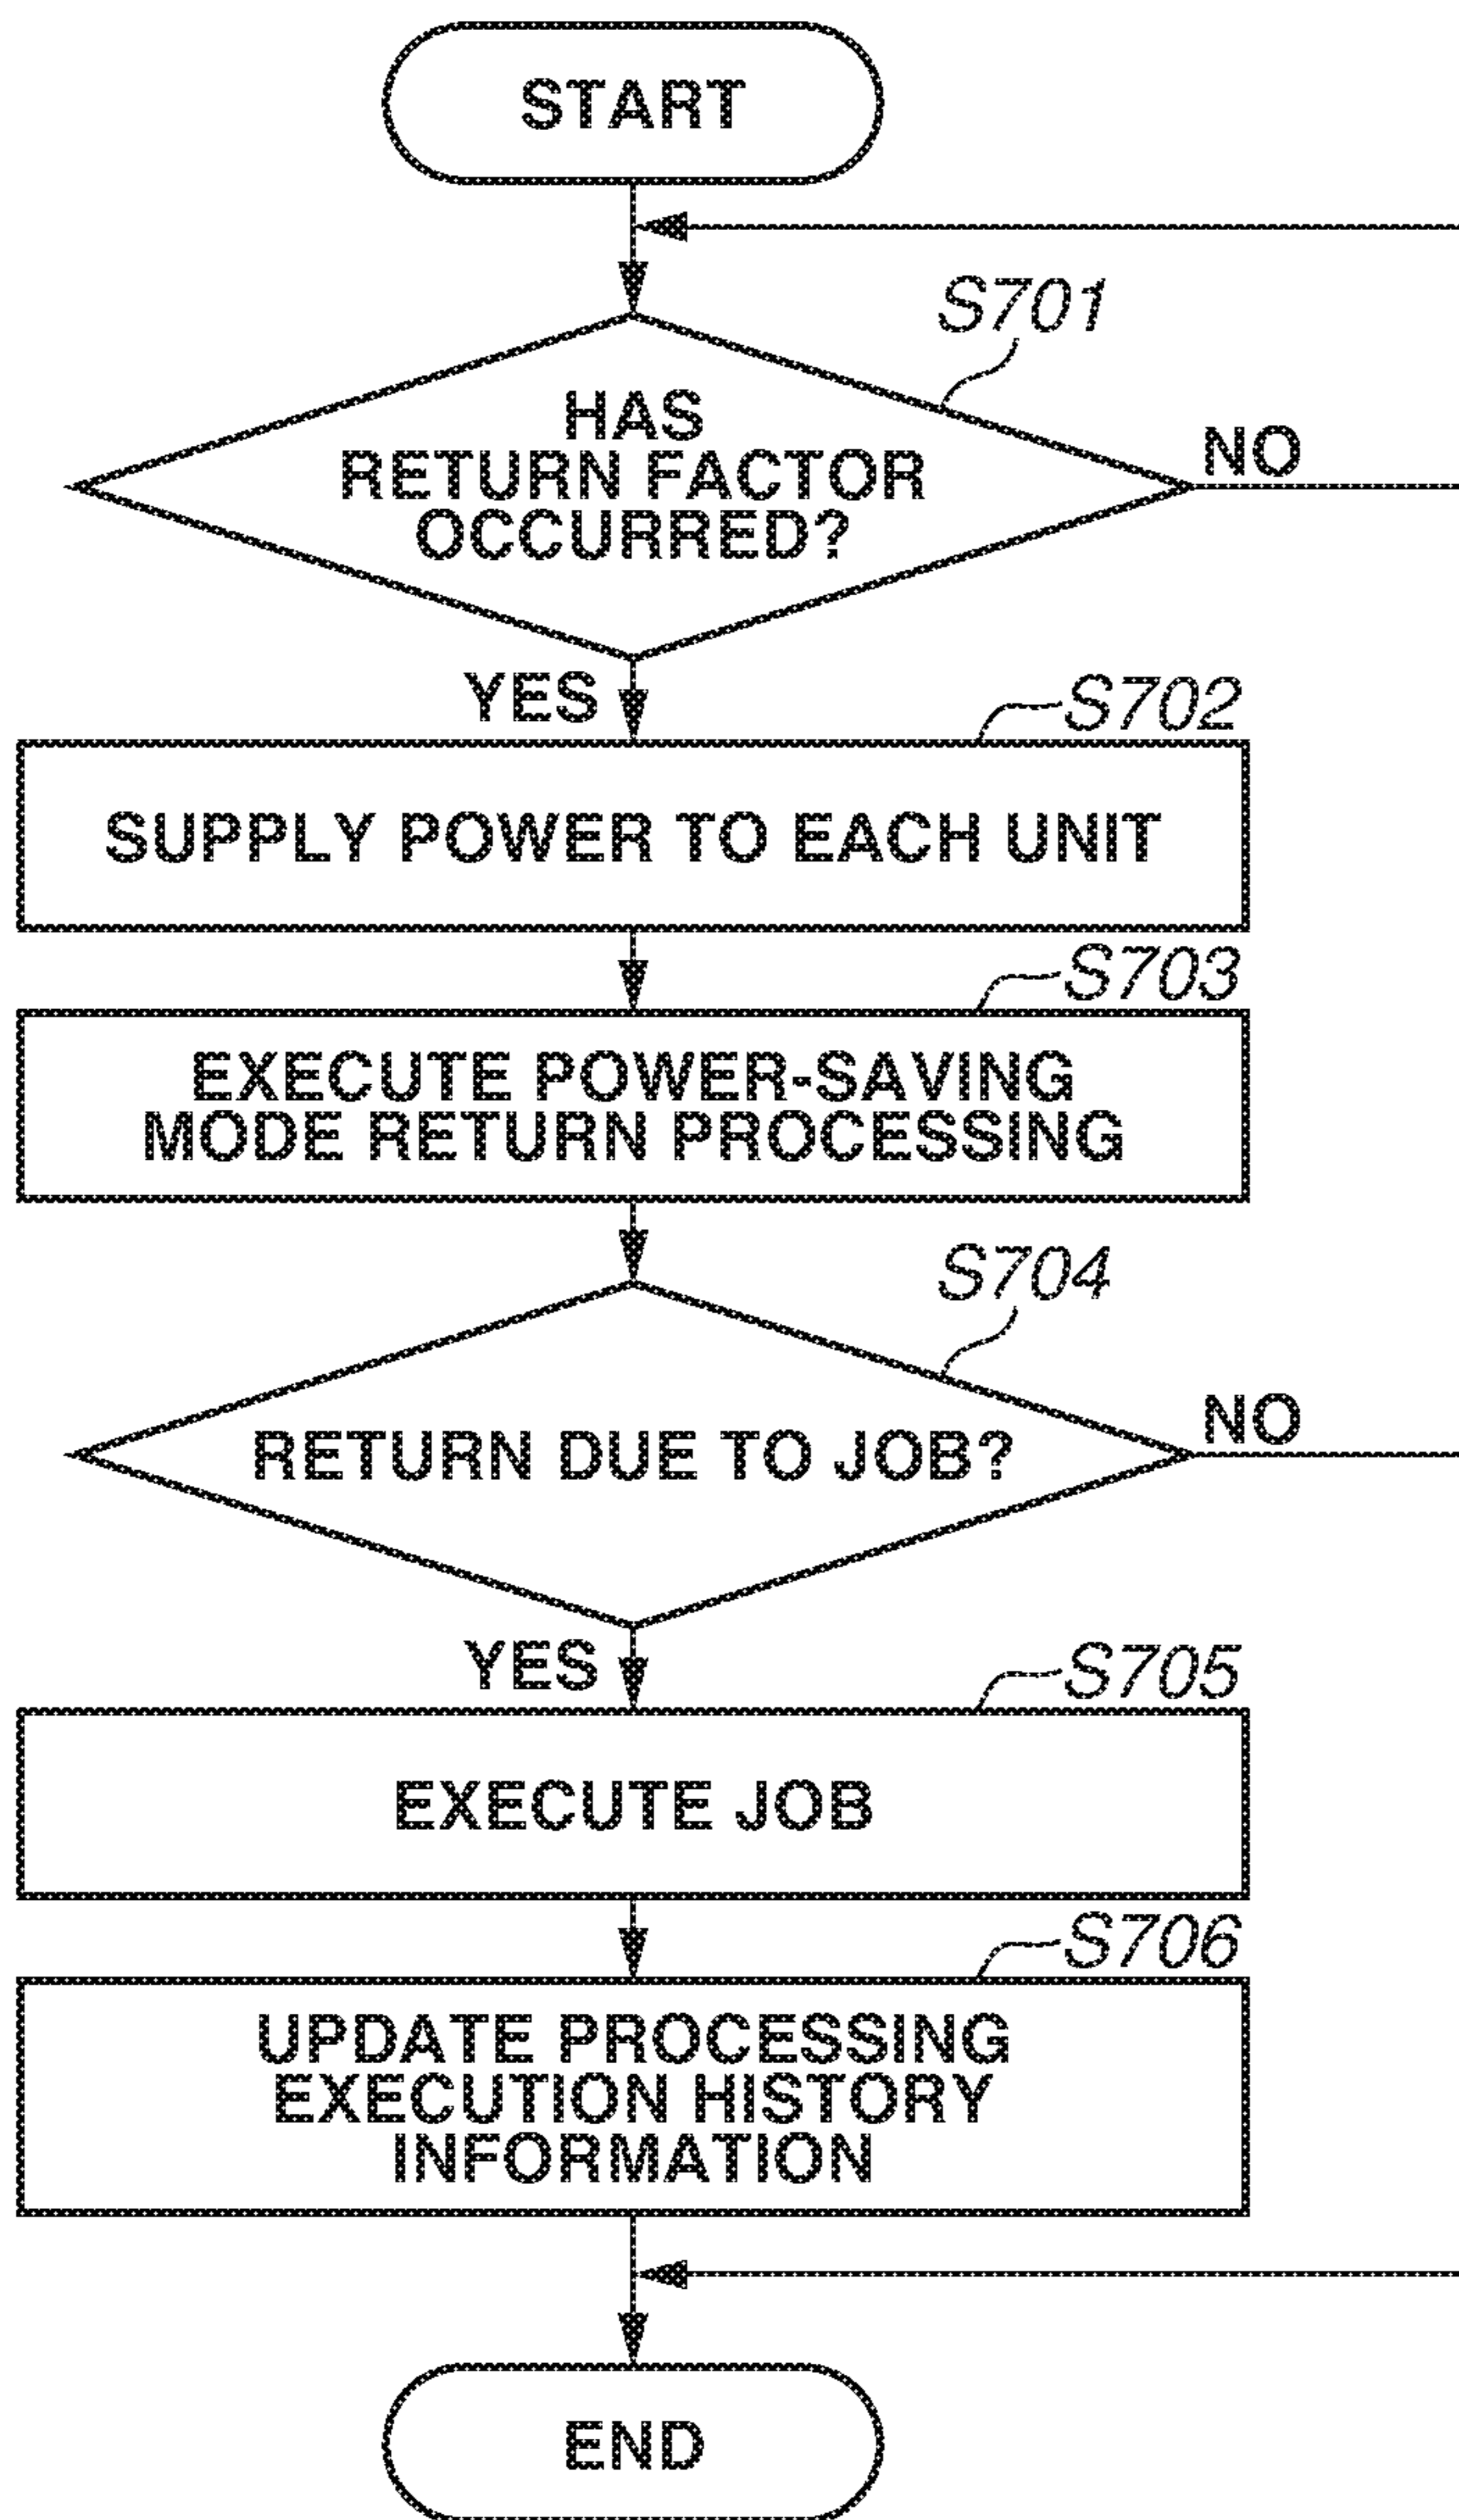 START
S701
HAS
RETURN FACTOR
OCCURRED?
NO
YES
S702
SUPPLY POWER TO EACH UNIT
S703
EXECUTE POWER-SAVING
MODE RETURN PROCESSING
S704
RETURN DUE TO JOB?
NO
YES
S705
EXECUTE JOB
S706
UPDATE PROCESSING
EXECUTION HISTORY
INFORMATION
END